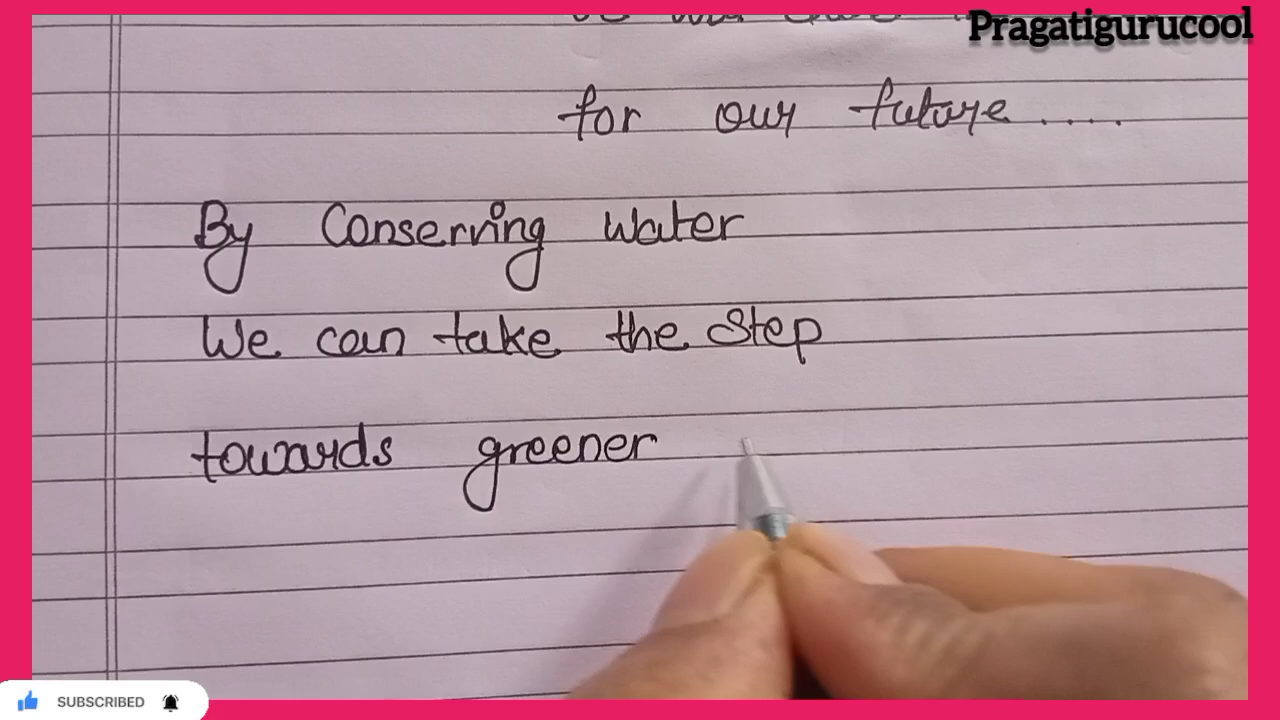 Pragatigurucool
for our future....
By Conserving water
We can take the step
towards greener
SUBSCRIBED